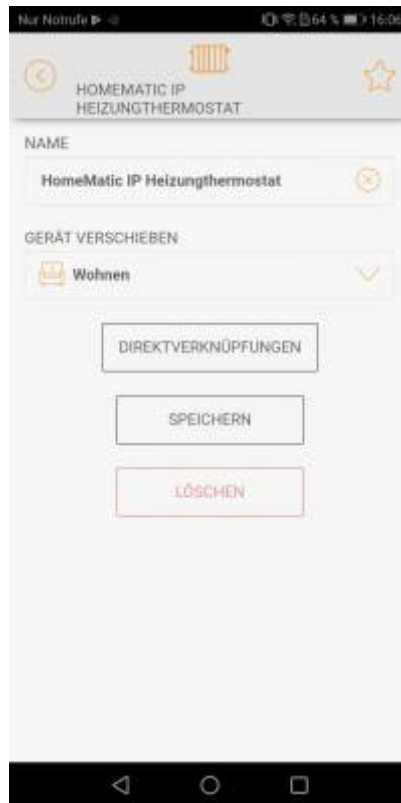 Nur Notrufe
64 % 16:06
HOMEMATIC IP
HEIZUNGTHERMOSTAT
NAME
HomeMatic IP Heizungthermostat
GERÄT VERSCHIEBEN
Wohnen
DIREKTVERKNÜPFUNGEN
SPEICHERN
LÖSCHEN